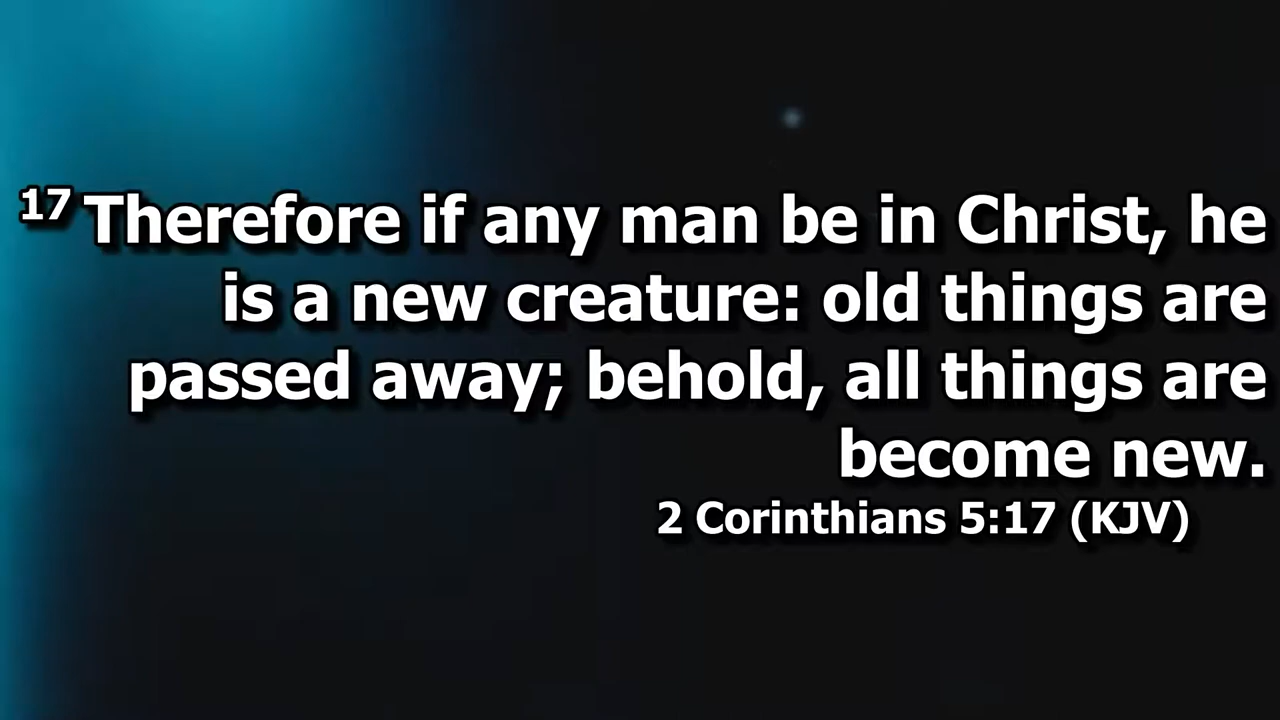 17 Therefore if any man be in Christ, he
is a new creature: old things are
passed away; behold, all things are
become new.
2 Corinthians 5:17 (KJV)